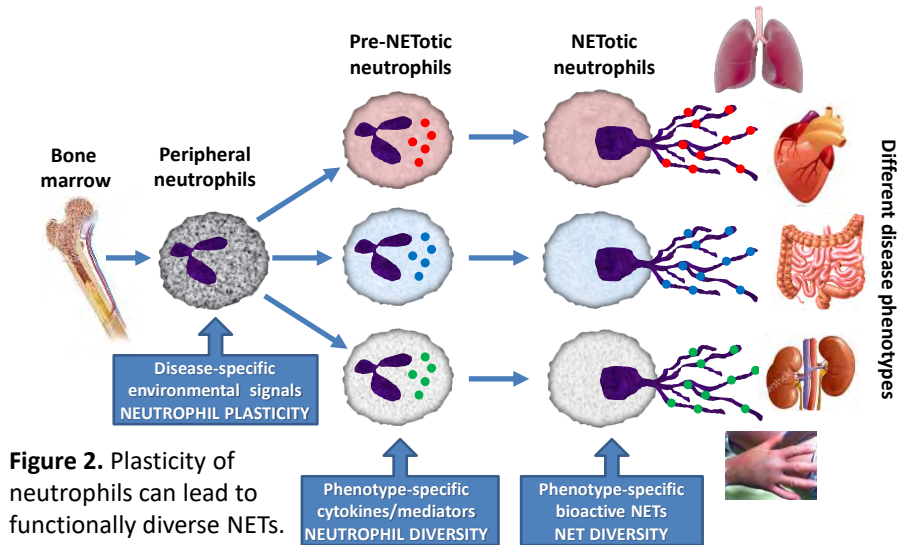 Pre-NETotic
neutrophils
NETotic
neutrophils
Bone
marrow
Peripheral
neutrophils
Different disease phenotypes
Disease-specific
environmental signals
NEUTROPHIL PLASTICITY
Phenotype-specific
cytokines/mediators
NEUTROPHIL DIVERSITY
Phenotype-specific
bioactive NETs
NET DIVERSITY
Figure 2. Plasticity of
neutrophils can lead to
functionally diverse NETs.